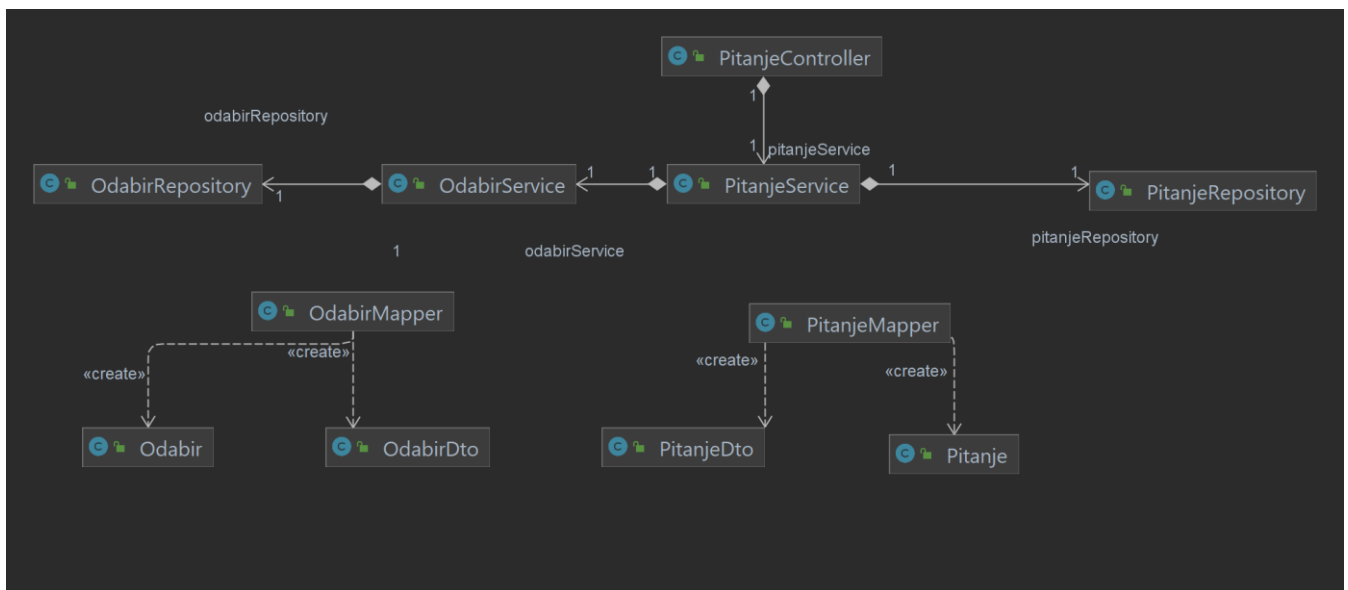 PitanjeController
1
odabirRepository
1
pitanjeService
OdabirRepository
1
OdabirService
1
1
PitanjeService
1
1
PitanjeRepository
pitanjeRepository
1
odabirService
OdabirMapper
PitanjeMapper
«create»
«create»
«create»
«create»
Odabir
OdabirDto
PitanjeDto
Pitanje